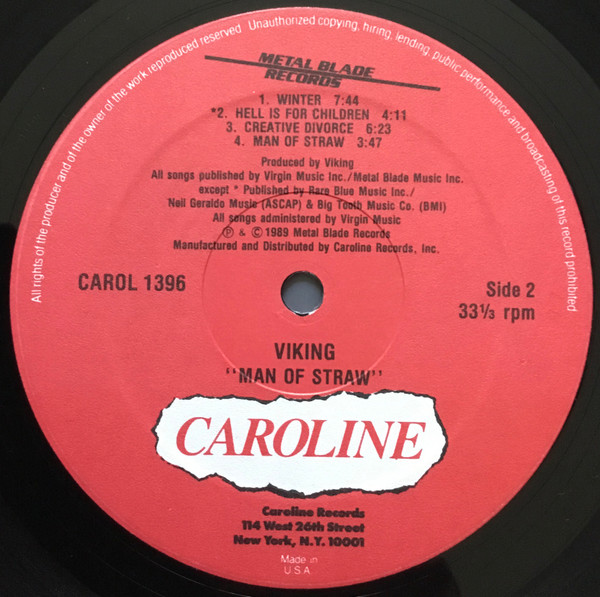 All rights of the producer and of the owner of the work reproduced reserved Unauthorized copying, hiring, lending, public performance and broadcasting of this record prohibited
METAL BLADE
RECORDS
1. WINTER 7:44
*2. HELL IS FOR CHILDREN 4:11
3. CREATIVE DIVORCE 6:23
4. MAN OF STRAW 3:47
Produced by Viking
All songs published by Virgin Music Inc./Metal Blade Music Inc.
except * Published by Rare Blue Music Inc./
Neil Geraldo Music (ASCAP) & Big Tooth Music Co. (BMI)
All songs administered by Virgin Music
℗ & © 1989 Metal Blade Records
Manufactured and Distributed by Caroline Records, Inc.
CAROL 1396
Side 2
33⅓ rpm
VIKING
"MAN OF STRAW"
CAROLINE
Caroline Records
114 West 26th Street
New York, N.Y. 10001
Made in
U.S.A.